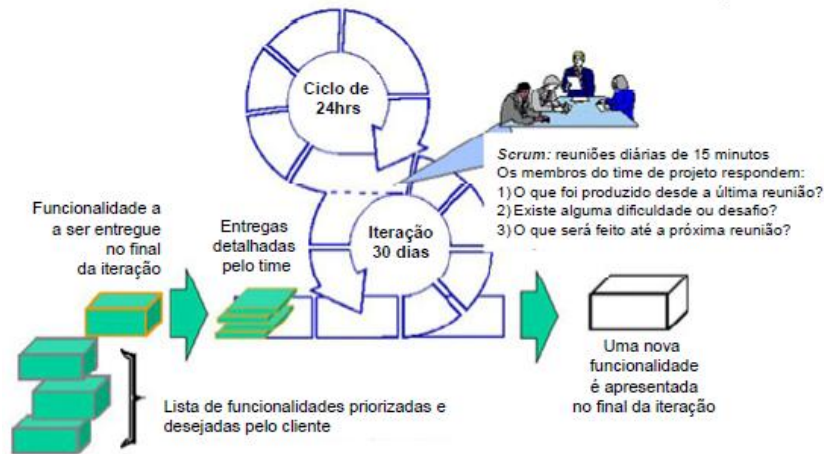 Ciclo de
24hrs
Scrum: reuniões diárias de 15 minutos
Os membros do time de projeto respondem:
1) O que foi produzido desde a última reunião?
2) Existe alguma dificuldade ou desafio?
3) O que será feito até a próxima reunião?
Funcionalidade a
a ser entregue
no final
da iteração
Entregas
detalhadas
pelo time
Iteração
30 dias
Uma nova
funcionalidade
é apresentada
no final da iteração
Lista de funcionalidades priorizadas e
desejadas pelo cliente